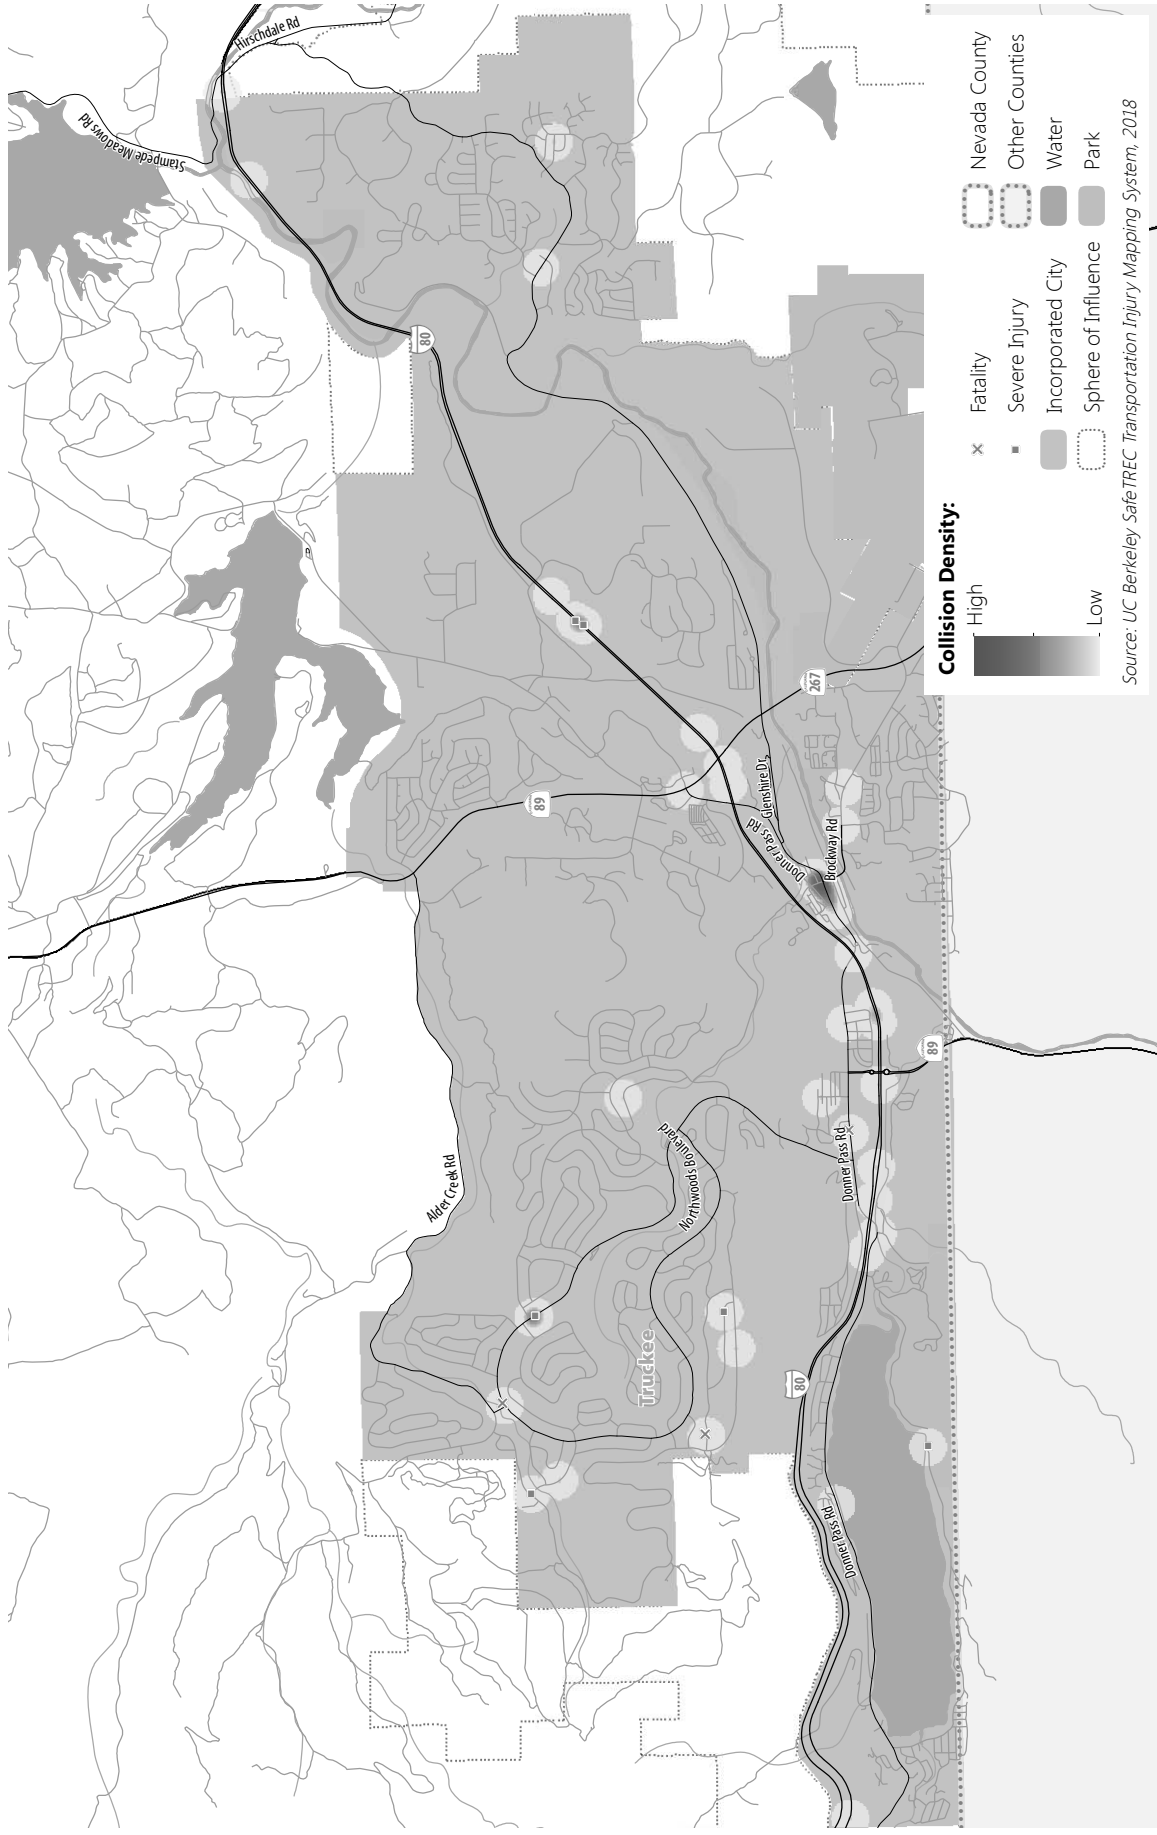 Hirschdale Rd
Stampede Meadows Rd
80
89
267
Glenshire Dr
Donner Pass Rd
Brockway Rd
89
Alder Creek Rd
Northwoods Boulevard
Donner Pass Rd
Truckee
80
Donner Pass Rd
Collision Density:
High
Low
Fatality
Severe Injury
Incorporated City
Sphere of Influence
Nevada County
Other Counties
Water
Park
Source: UC Berkeley SafeTREC Transportation Injury Mapping System, 2018